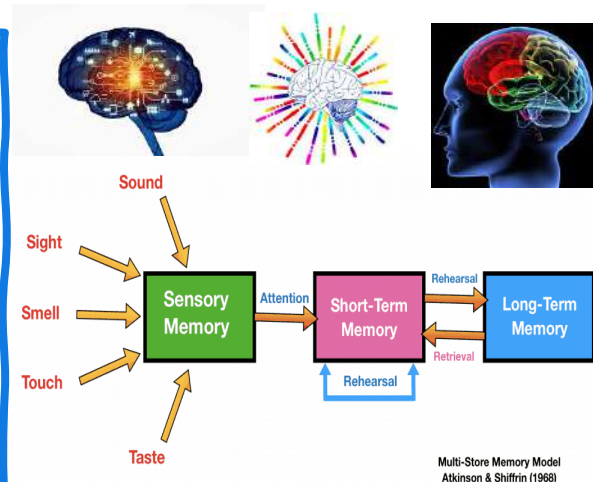 Sound
Sight
Smell
Touch
Taste
Sensory
Memory
Attention
Short-Term
Memory
Rehearsal
Rehearsal
Retrieval
Long-Term
Memory
Multi-Store Memory Model
Atkinson & Shiffrin (1968)